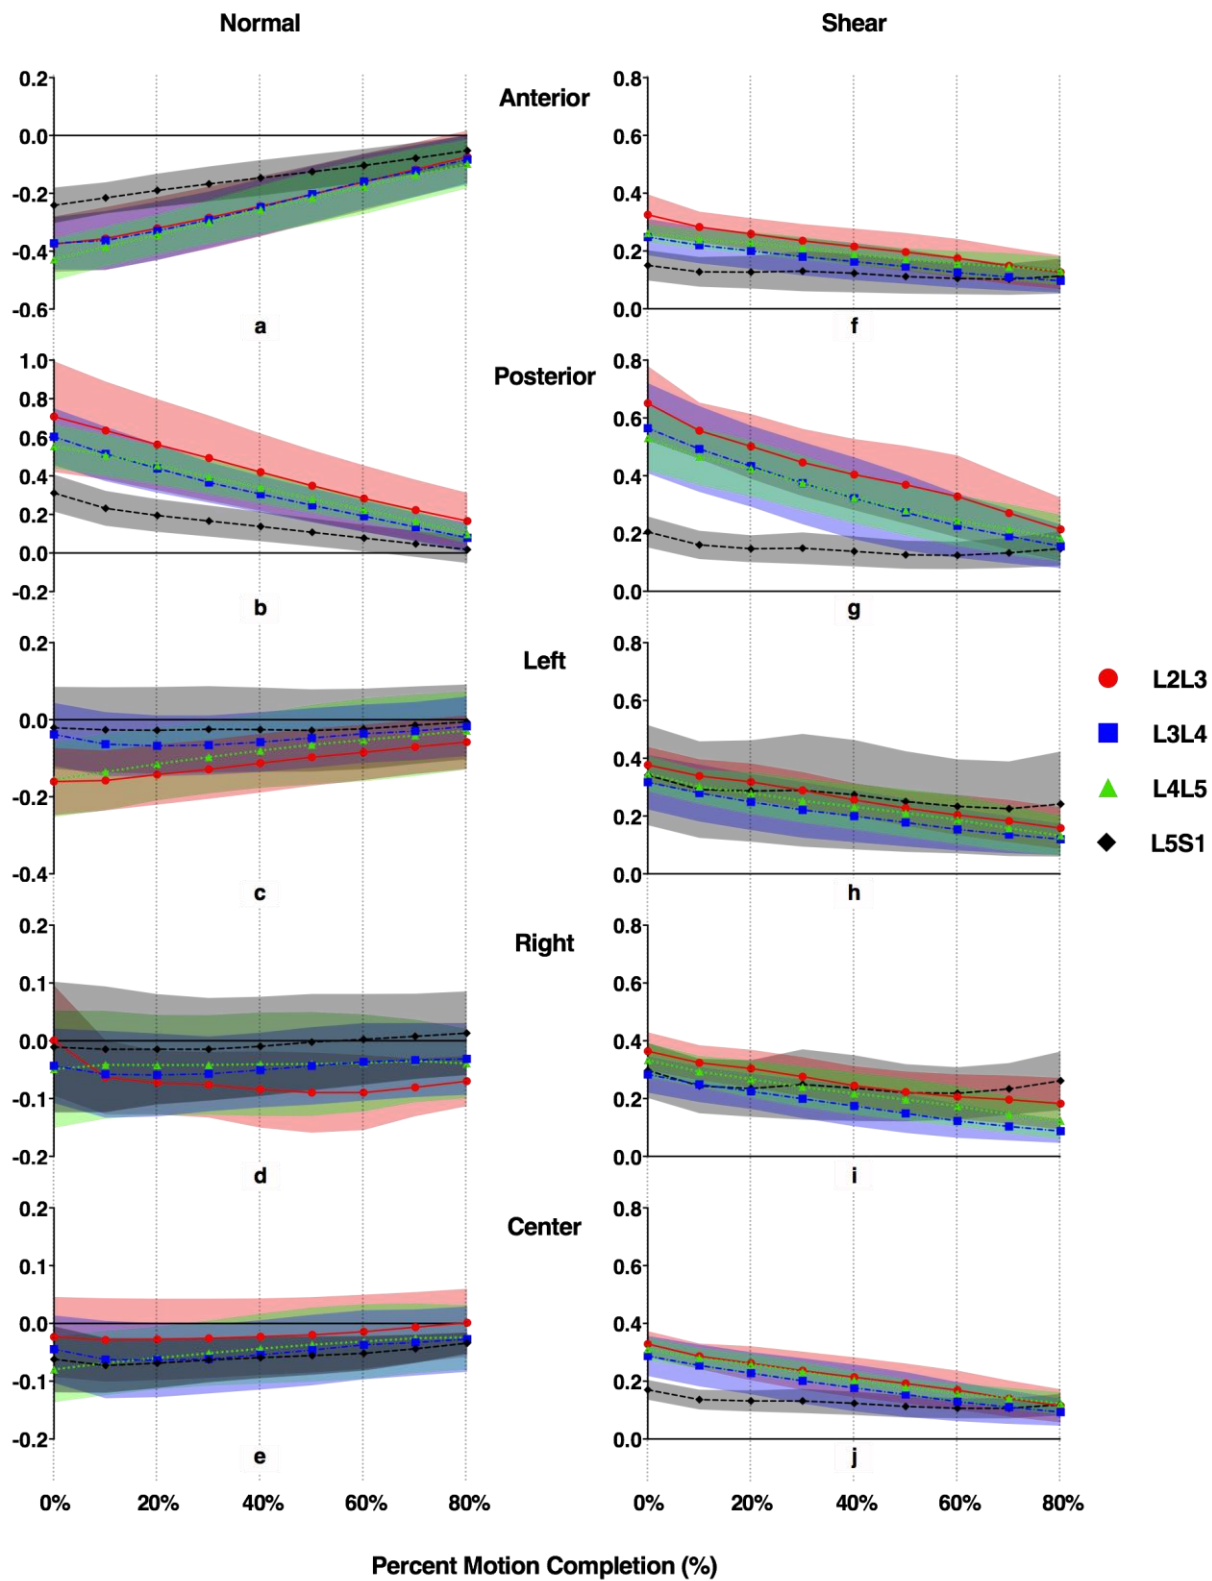 Normal Shear
0.2 0.8
Anterior
0.0 0.6
-0.2 0.4
-0.4 0.2
-0.6 0.0
a f
1.0 0.8
Posterior
0.8
0.6 0.6
0.4 0.4
0.2
0.0 0.2
-0.2 0.0
b g
0.2 0.8
Left
0.0 0.6
L2L3
L3L4
-0.2 0.4
L4L5
0.2
L5S1
-0.4 0.0
c h
0.2 0.8
Right
0.1 0.6
0.0 0.4
-0.1 0.2
-0.2 0.0
d i
0.2 0.8
Center
0.1 0.6
0.0 0.4
-0.1 0.2
-0.2 0.0
e j
0% 20% 40% 60% 80% 0% 20% 40% 60% 80%
Percent Motion Completion (%)